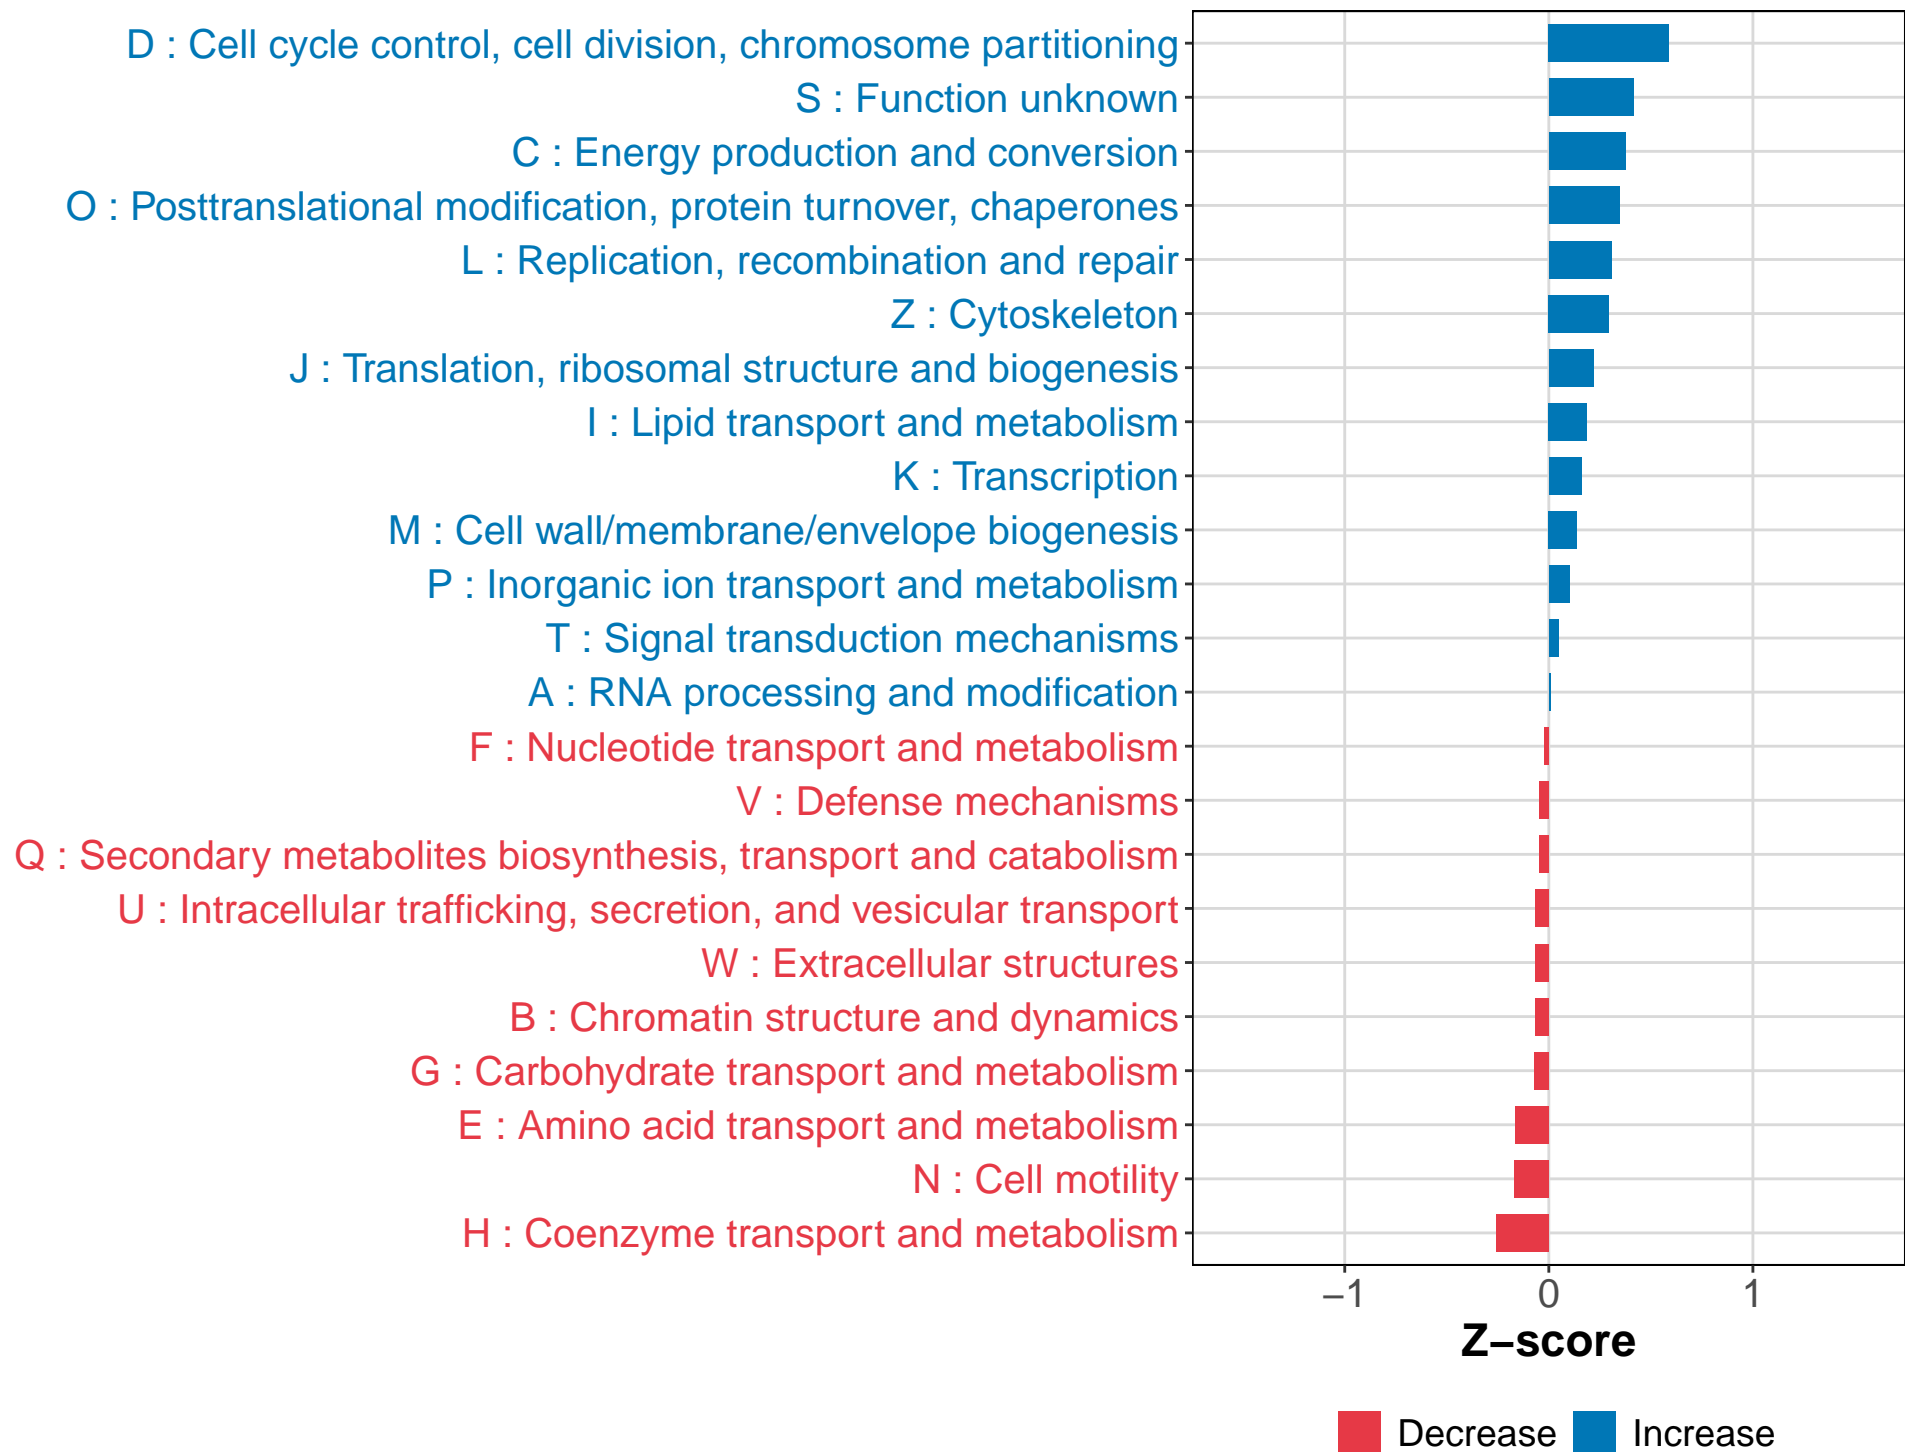 D : Cell cycle control, cell division, chromosome partitioning
S : Function unknown
C : Energy production and conversion
O : Posttranslational modification, protein turnover, chaperones
L : Replication, recombination and repair
Z : Cytoskeleton
J : Translation, ribosomal structure and biogenesis
I : Lipid transport and metabolism
K : Transcription
M : Cell wall/membrane/envelope biogenesis
P : Inorganic ion transport and metabolism
T : Signal transduction mechanisms
A : RNA processing and modification
F : Nucleotide transport and metabolism
V : Defense mechanisms
Q : Secondary metabolites biosynthesis, transport and catabolism
U : Intracellular trafficking, secretion, and vesicular transport
W : Extracellular structures
B : Chromatin structure and dynamics
G : Carbohydrate transport and metabolism
E : Amino acid transport and metabolism
N : Cell motility
H : Coenzyme transport and metabolism
−1 0 1
Z−score
Decrease Increase